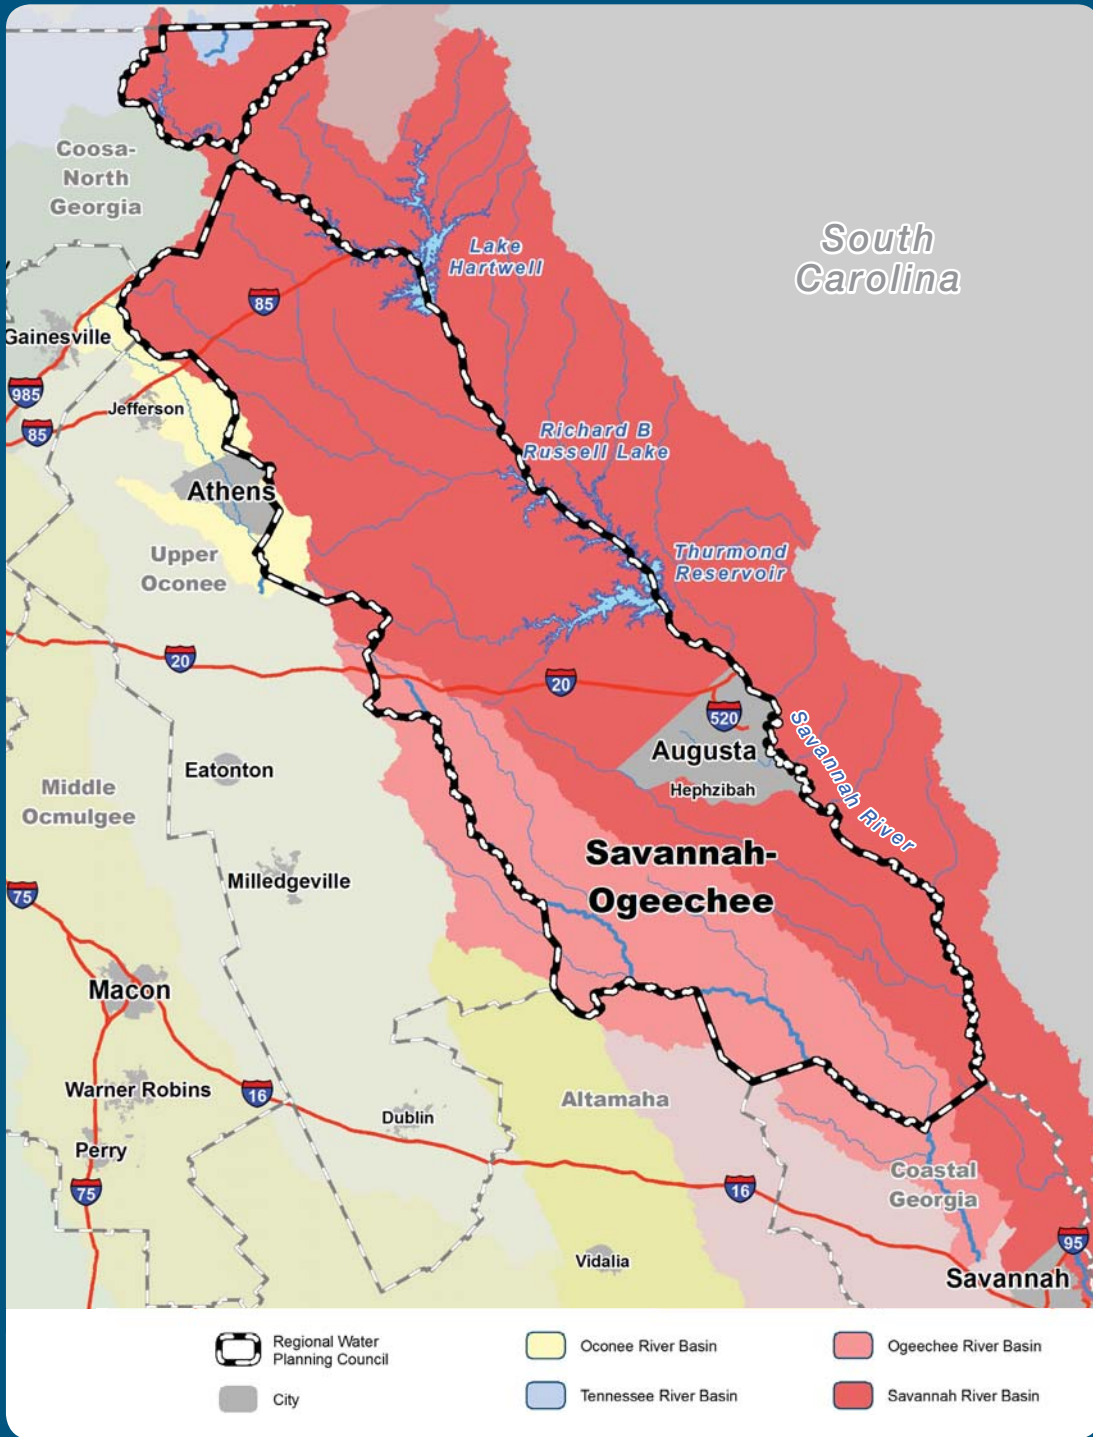 Coosa-
North
Georgia
South
Carolina
Lake
Hartwell
85
Gainesville
985
85
Jefferson
Richard B
Russell Lake
Athens
Upper
Oconee
Thurmond
Reservoir
20
20
520
Savannah River
Augusta
Hephzibah
Eatonton
Middle
Ocmulgee
Savannah-
Ogeechee
Milledgeville
75
Macon
Warner Robins
16
Altamaha
Dublin
Perry
75
16
Coastal
Georgia
95
Vidalia
Savannah
Regional Water
Planning Council
City
Oconee River Basin
Tennessee River Basin
Ogeechee River Basin
Savannah River Basin